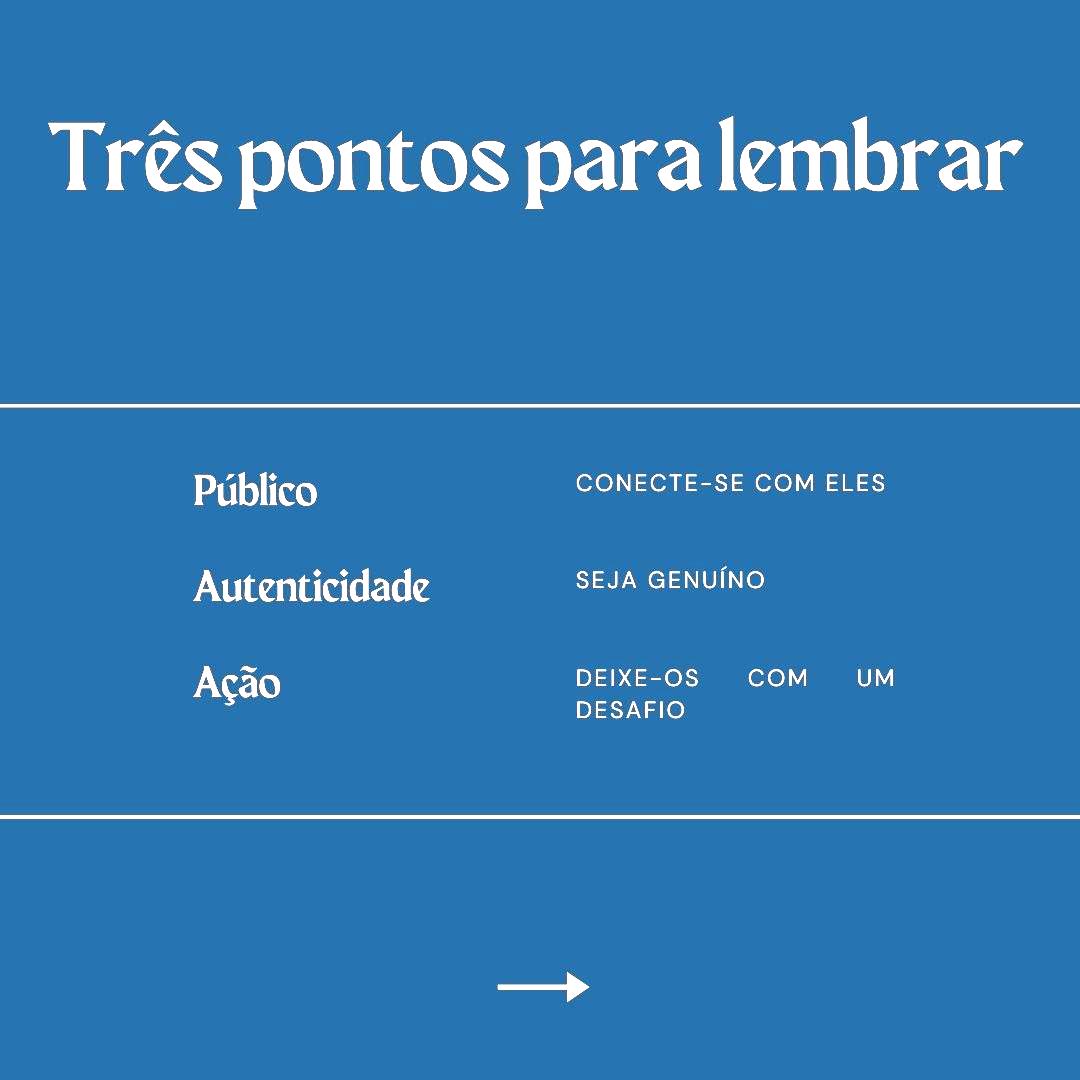 Três pontos para lembrar
Público
CONECTE-SE COM ELES
Autenticidade
SEJA GENUÍNO
Ação
DEIXE-OS COM UM
DESAFIO